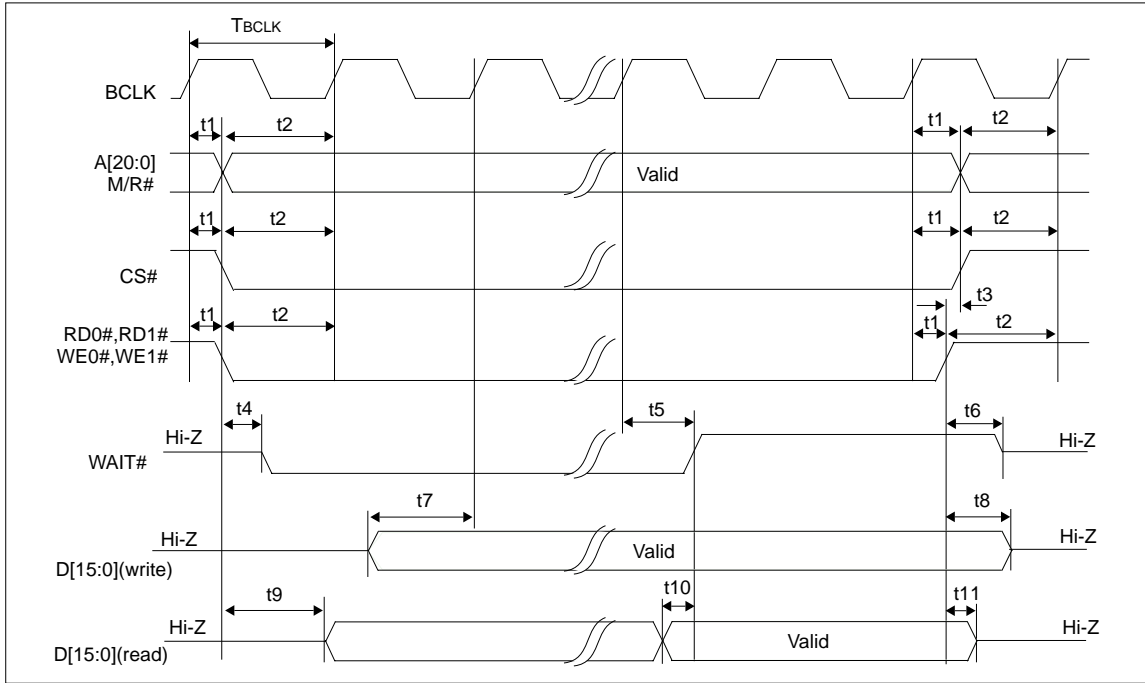 TBCLK
BCLK
t1 t2 t1 t2
A[20:0]
M/R#
Valid
t1 t2 t1 t2
CS#
t3
t1 t2 t1 t2
RD0#,RD1#
WE0#,WE1#
t4 t5 t6
Hi-Z Hi-Z
WAIT#
t7 t8
Hi-Z Valid Hi-Z
D[15:0](write)
t9 t10 t11
Hi-Z Valid Hi-Z
D[15:0](read)